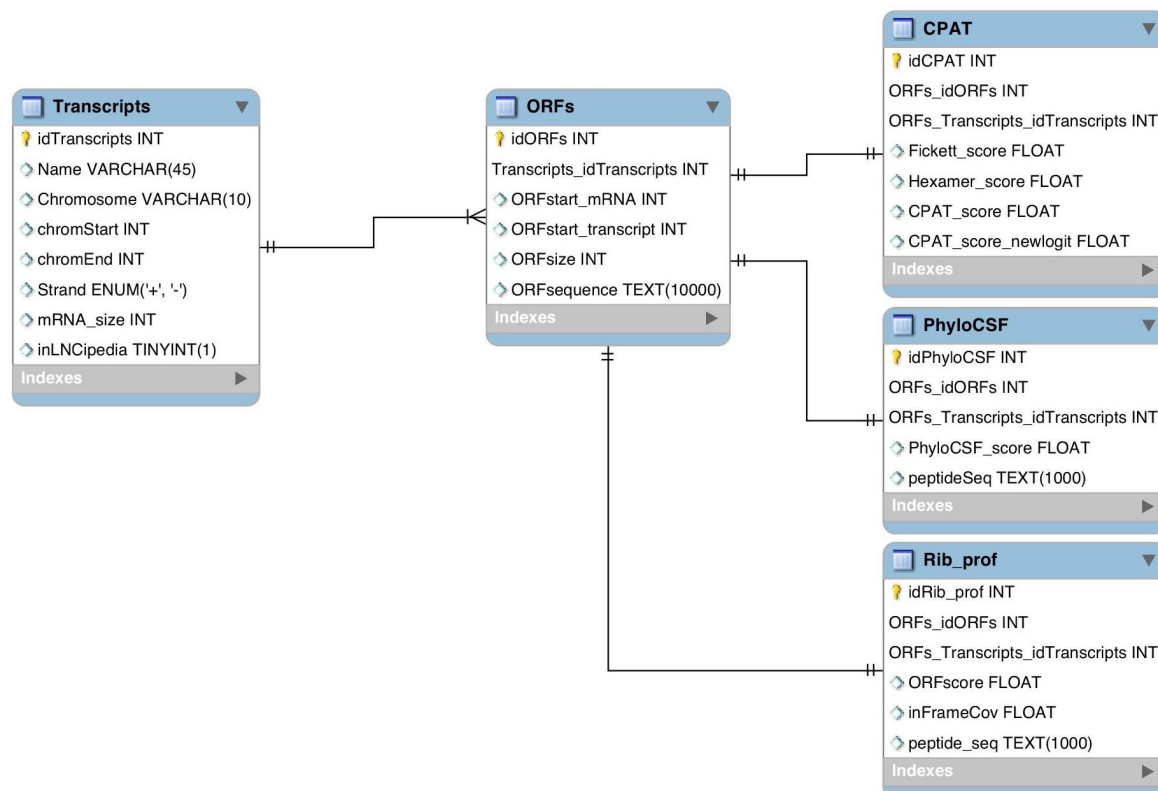 Transcripts
idTranscripts INT
Name VARCHAR(45)
Chromosome VARCHAR(10)
chromStart INT
chromEnd INT
Strand ENUM('+', '-')
mRNA_size INT
inLNCipedia TINYINT(1)
Indexes
ORFs
idORFs INT
Transcripts_idTranscripts INT
ORFstart_mRNA INT
ORFstart_transcript INT
ORFsize INT
ORFsequence TEXT(10000)
Indexes
CPAT
idCPAT INT
ORFs_idORFs INT
ORFs_Transcripts_idTranscripts INT
Fickett_score FLOAT
Hexamer_score FLOAT
CPAT_score FLOAT
CPAT_score_newlogit FLOAT
Indexes
PhyloCSF
idPhyloCSF INT
ORFs_idORFs INT
ORFs_Transcripts_idTranscripts INT
PhyloCSF_score FLOAT
peptideSeq TEXT(1000)
Indexes
Rib_prof
idRib_prof INT
ORFs_idORFs INT
ORFs_Transcripts_idTranscripts INT
ORFscore FLOAT
inFrameCov FLOAT
peptide_seq TEXT(1000)
Indexes